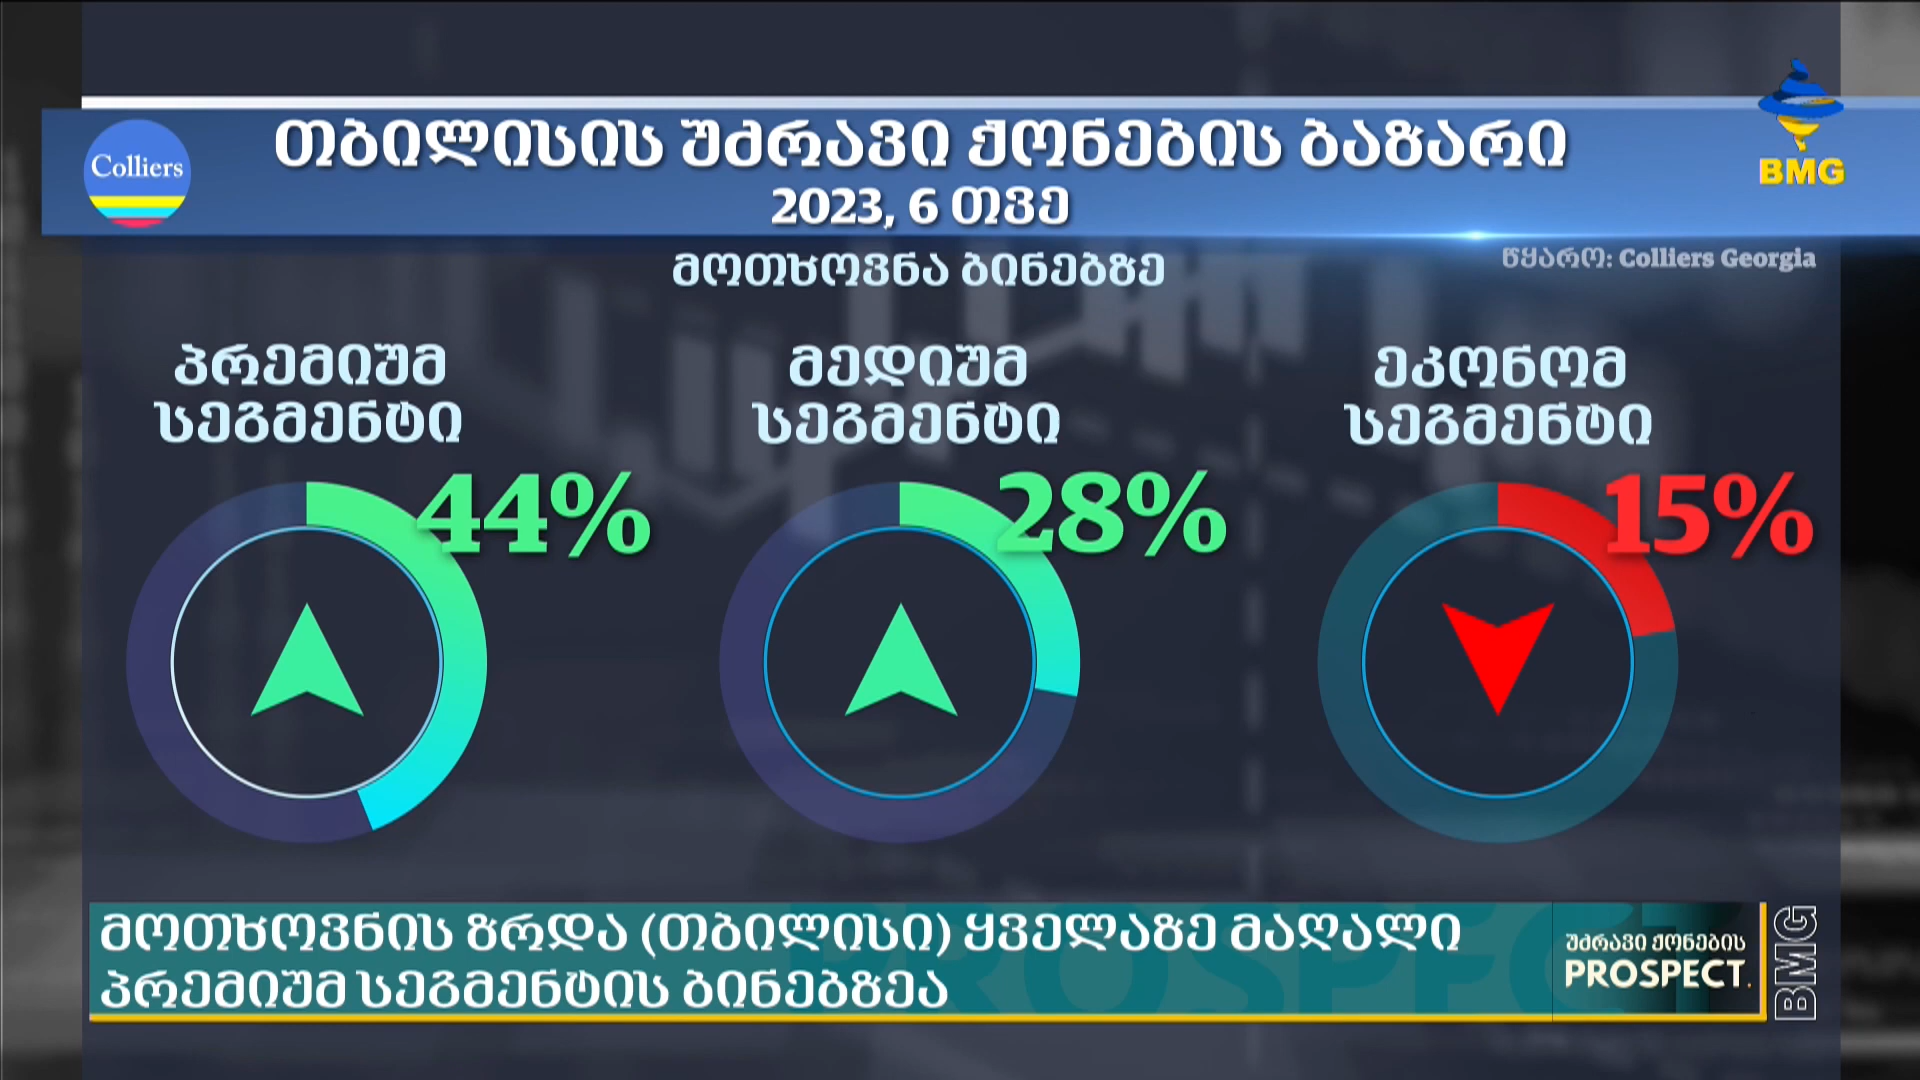 Colliers
თბილისის უძრავი ქონების ბაზარი
2023, 6 თვე
BMG
მოთხოვნა ბინებზე
წყარო: Colliers Georgia
პრემიუმ
სეგმენტი
მედიუმ
სეგმენტი
ეკონომ
სეგმენტი
44%
28%
15%
მოთხოვნის ზრდა (თბილისი) ყველაზე მაღალი
პრემიუმ სეგმენტის ბინებზეა
უძრავი ქონების
PROSPECT.
BMG